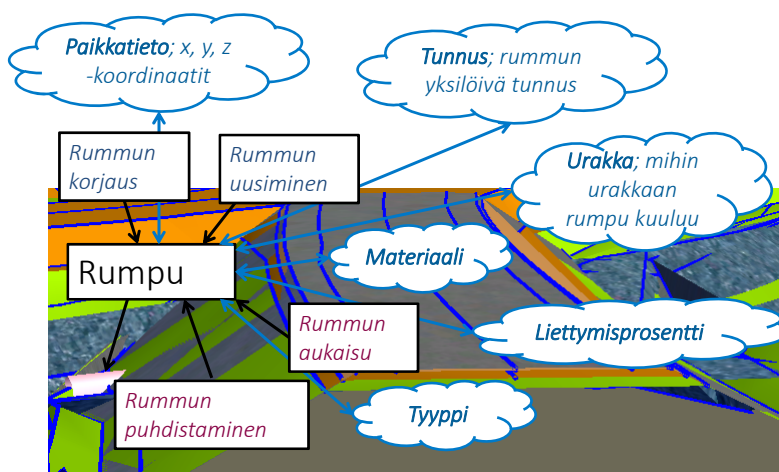 Paikkatieto; x, y, z
-koordinaatit
Tunnus; rummun
yksilöivä tunnus
Rummun
korjaus
Rummun
uusiminen
Urakka; mihin
urakkaan
rumpu kuuluu
Materiaali
Rumpu
Rummun
aukaisu
Liettymisprosentti
Rummun
puhdistaminen
Tyyppi